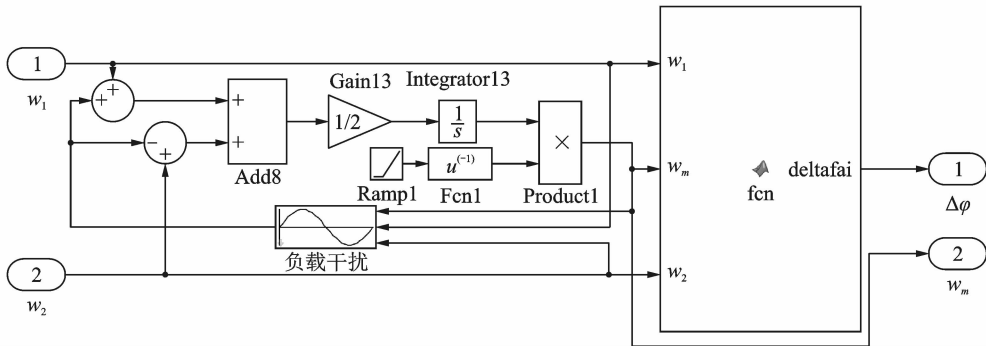 1
w₁
+
+
-
+
+
+
Add8
Gain13
1/2
Integrator13
1/s
Ramp1
u⁽⁻¹⁾
Fcn1
×
Product1
负载干扰
2
w₂
w₁
wₘ
w₂
fcn
deltafai
1
Δφ
2
wₘ